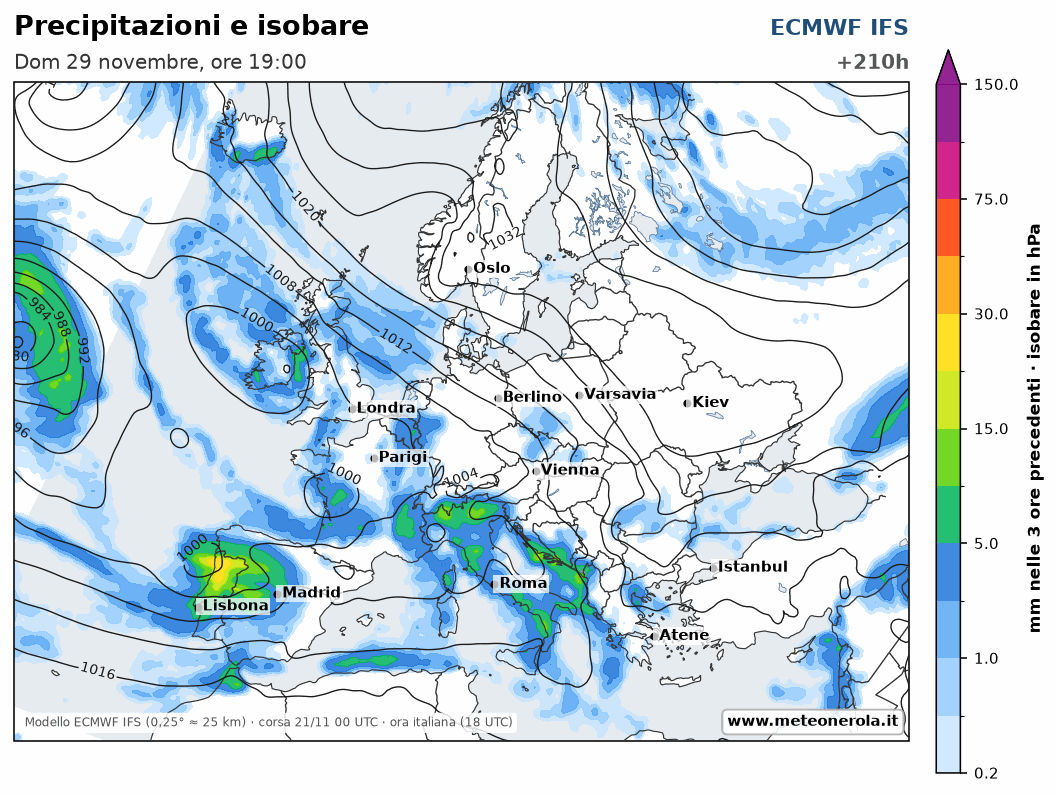 Precipitazioni e isobare
ECMWF IFS
Dom 29 novembre, ore 19:00
+210h
150.0
75.0
30.0
15.0
5.0
1.0
0.2
mm nelle 3 ore precedenti · isobare in hPa
1020
1032
Oslo
1008
1000
984
988
992
1012
Berlino
Varsavia
Kiev
Londra
96
Parigi
Vienna
1000
1004
1000
Istanbul
Roma
Madrid
Lisbona
Atene
1016
Modello ECMWF IFS (0,25° ≈ 25 km) · corsa 21/11 00 UTC · ora italiana (18 UTC)
www.meteonerola.it